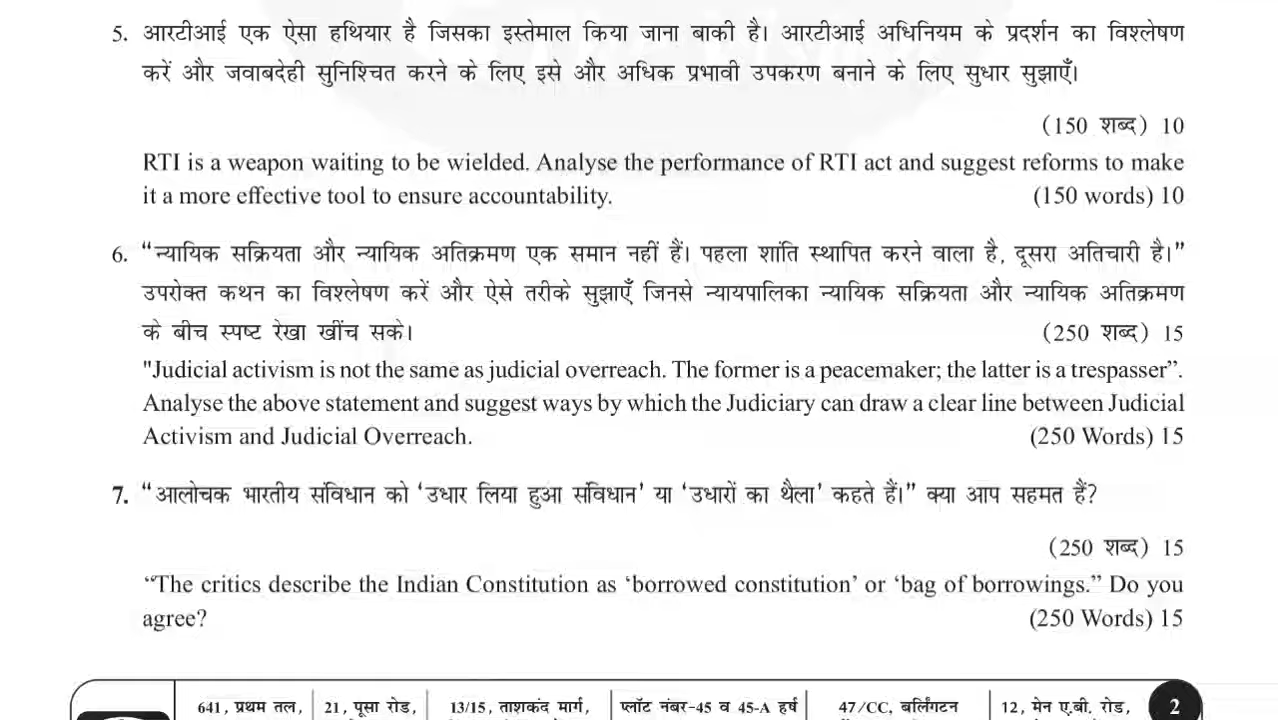 5. आरटीआई एक ऐसा हथियार है जिसका इस्तेमाल किया जाना बाकी है। आरटीआई अधिनियम के प्रदर्शन का विश्लेषण
करें और जवाबदेही सुनिश्चित करने के लिए इसे और अधिक प्रभावी उपकरण बनाने के लिए सुधार सुझाएँ।
(150 शब्द) 10
RTI is a weapon waiting to be wielded. Analyse the performance of RTI act and suggest reforms to make
it a more effective tool to ensure accountability. (150 words) 10
6. “न्यायिक सक्रियता और न्यायिक अतिक्रमण एक समान नहीं हैं। पहला शांति स्थापित करने वाला है, दूसरा अतिचारी है।”
उपरोक्त कथन का विश्लेषण करें और ऐसे तरीके सुझाएँ जिनसे न्यायपालिका न्यायिक सक्रियता और न्यायिक अतिक्रमण
के बीच स्पष्ट रेखा खींच सके। (250 शब्द) 15
"Judicial activism is not the same as judicial overreach. The former is a peacemaker; the latter is a trespasser”.
Analyse the above statement and suggest ways by which the Judiciary can draw a clear line between Judicial
Activism and Judicial Overreach. (250 Words) 15
7. “आलोचक भारतीय संविधान को ‘उधार लिया हुआ संविधान’ या ‘उधारों का थैला’ कहते हैं।” क्या आप सहमत हैं?
(250 शब्द) 15
“The critics describe the Indian Constitution as ‘borrowed constitution’ or ‘bag of borrowings.” Do you
agree? (250 Words) 15
641, प्रथम तल, 21, पूसा रोड, 13/15, ताशकंद मार्ग, प्लॉट नंबर-45 व 45-A हर्ष 47/CC, बर्लिंगटन 12, मेन ए.बी. रोड, 2